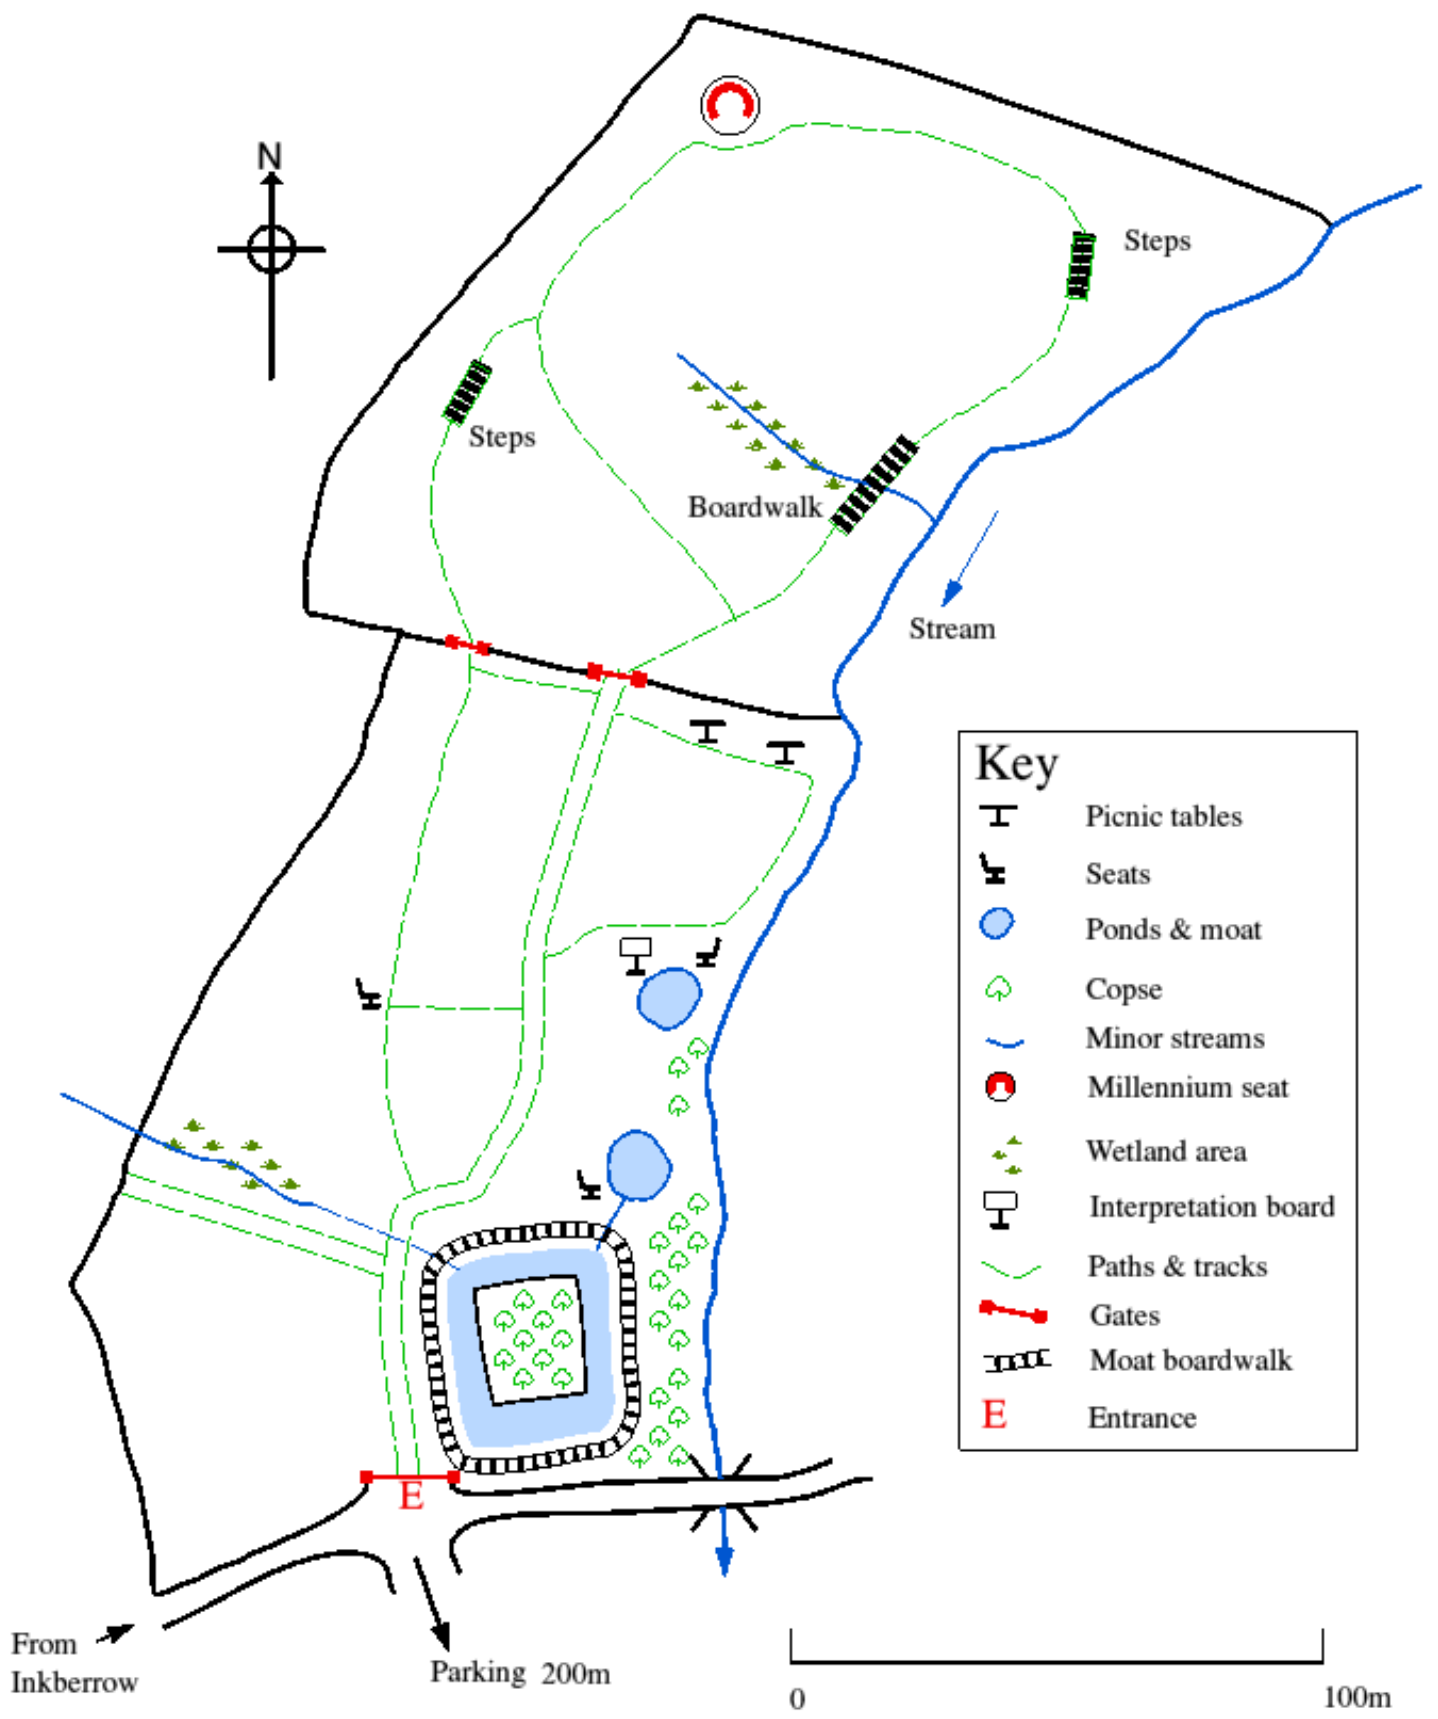 N
Steps
Steps
Boardwalk
Stream
Key
Picnic tables
Seats
Ponds & moat
Copse
Minor streams
Millennium seat
Wetland area
Interpretation board
Paths & tracks
Gates
Moat boardwalk
E Entrance
E
From
Inkberrow
Parking 200m
0 100m